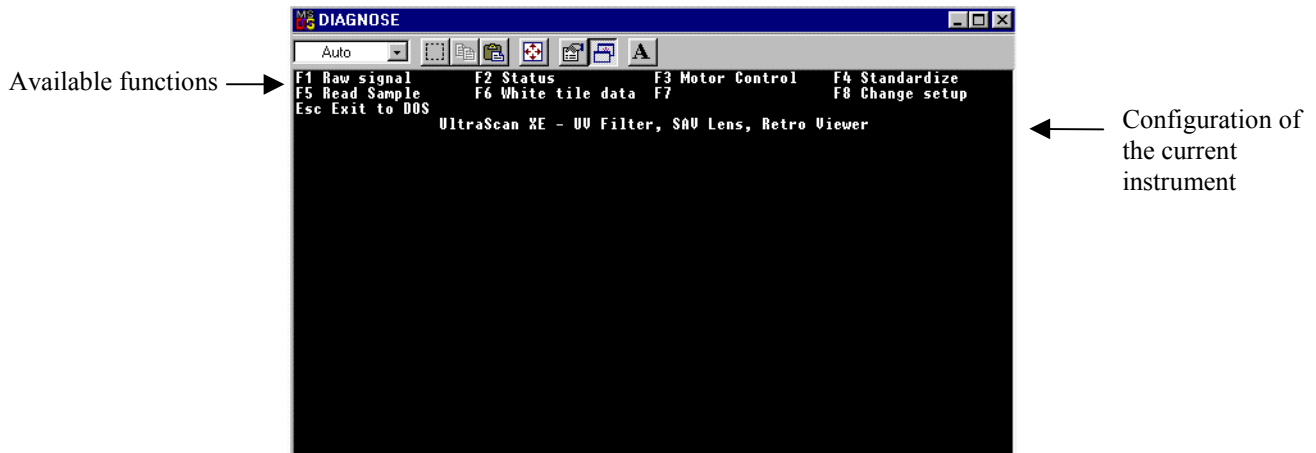 DIAGNOSE
Auto
A
Available functions
F1 Raw signal F2 Status F3 Motor Control F4 Standardize
F5 Read Sample F6 White tile data F7 F8 Change setup
Esc Exit to DOS
UltraScan XE - UV Filter, SAV Lens, Retro Viewer
Configuration of
the current
instrument